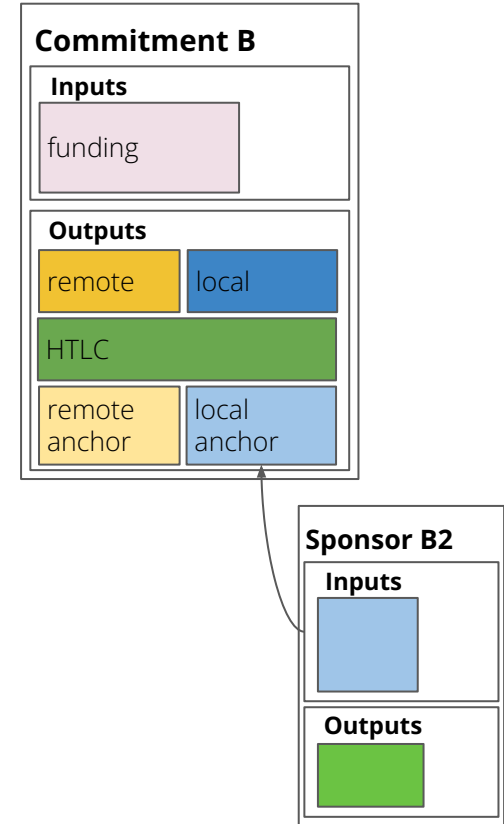 Commitment B
Inputs
funding
Outputs
remote
local
HTLC
remote
anchor
local
anchor
Sponsor B2
Inputs
Outputs